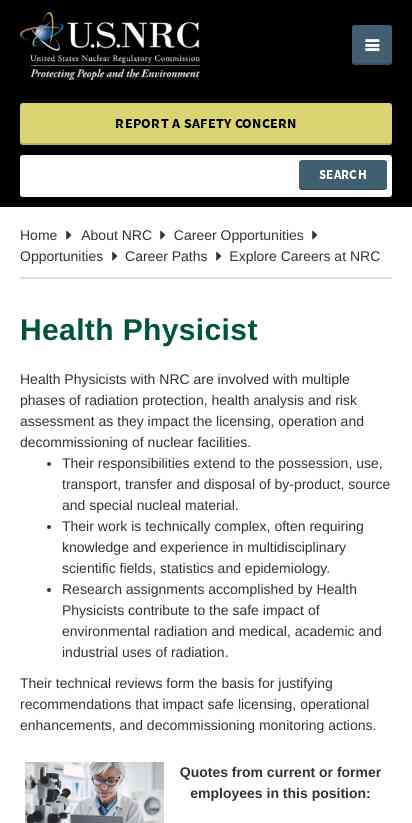 U.S.NRC
United States Nuclear Regulatory Commission
Protecting People and the Environment
REPORT A SAFETY CONCERN
SEARCH
Home About NRC Career Opportunities
Opportunities Career Paths Explore Careers at NRC
Health Physicist
Health Physicists with NRC are involved with multiple
phases of radiation protection, health analysis and risk
assessment as they impact the licensing, operation and
decommissioning of nuclear facilities.
• Their responsibilities extend to the possession, use,
transport, transfer and disposal of by-product, source
and special nucleal material.
• Their work is technically complex, often requiring
knowledge and experience in multidisciplinary
scientific fields, statistics and epidemiology.
• Research assignments accomplished by Health
Physicists contribute to the safe impact of
environmental radiation and medical, academic and
industrial uses of radiation.
Their technical reviews form the basis for justifying
recommendations that impact safe licensing, operational
enhancements, and decommissioning monitoring actions.
Quotes from current or former
employees in this position: